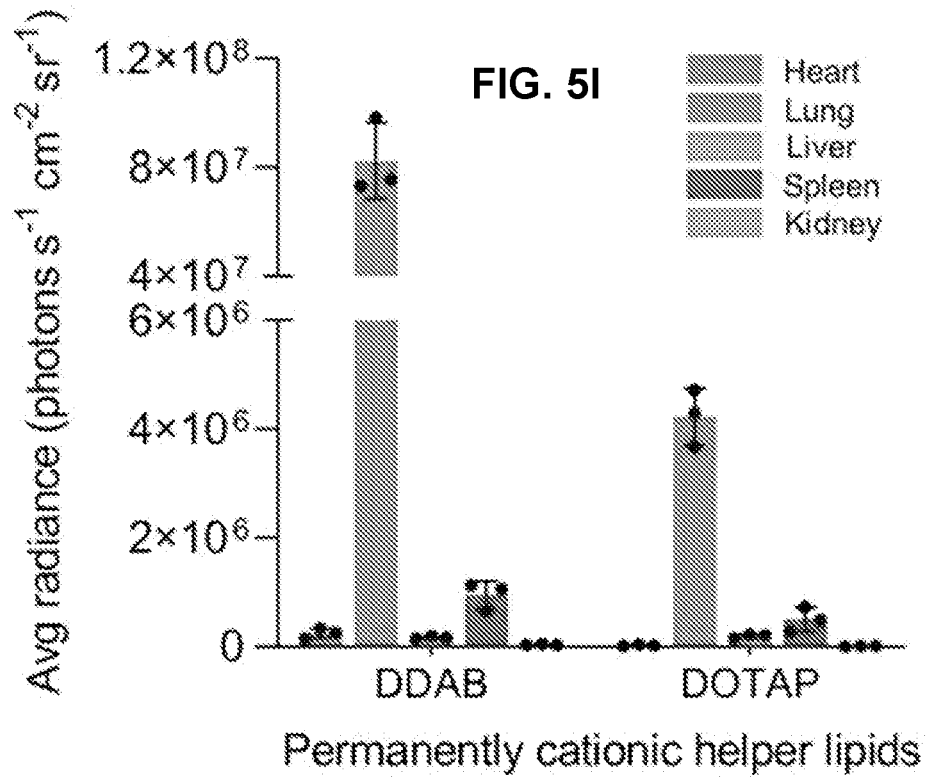 FIG. 5I
Avg radiance (photons s⁻¹ cm⁻² sr⁻¹)
1.2×10⁸
8×10⁷
4×10⁷
6×10⁶
4×10⁶
2×10⁶
0
Heart
Lung
Liver
Spleen
Kidney
DDAB DOTAP
Permanently cationic helper lipids